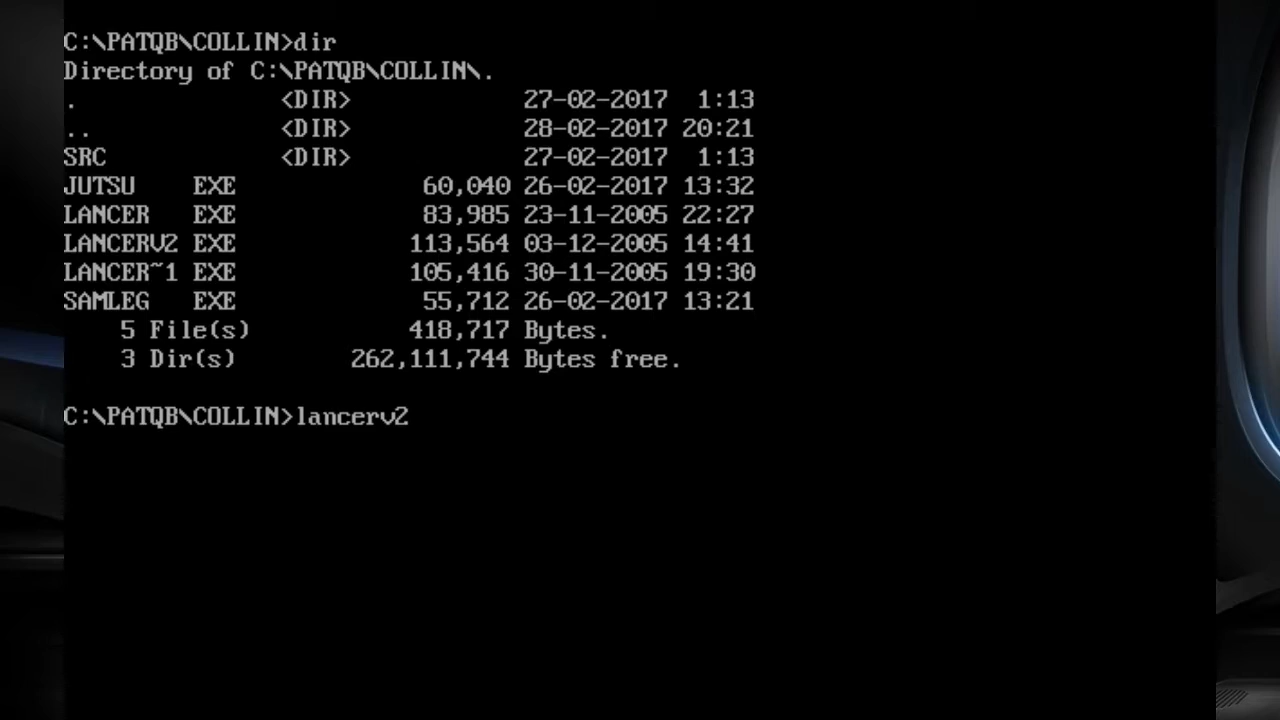 C:\PATQB\COLLIN>dir
Directory of C:\PATQB\COLLIN\.
. <DIR> 27-02-2017 1:13
.. <DIR> 28-02-2017 20:21
SRC <DIR> 27-02-2017 1:13
JUTSU EXE 60,040 26-02-2017 13:32
LANCER EXE 83,985 23-11-2005 22:27
LANCERV2 EXE 113,564 03-12-2005 14:41
LANCER~1 EXE 105,416 30-11-2005 19:30
SAMLEG EXE 55,712 26-02-2017 13:21
5 File(s) 418,717 Bytes.
3 Dir(s) 262,111,744 Bytes free.
C:\PATQB\COLLIN>lancerv2